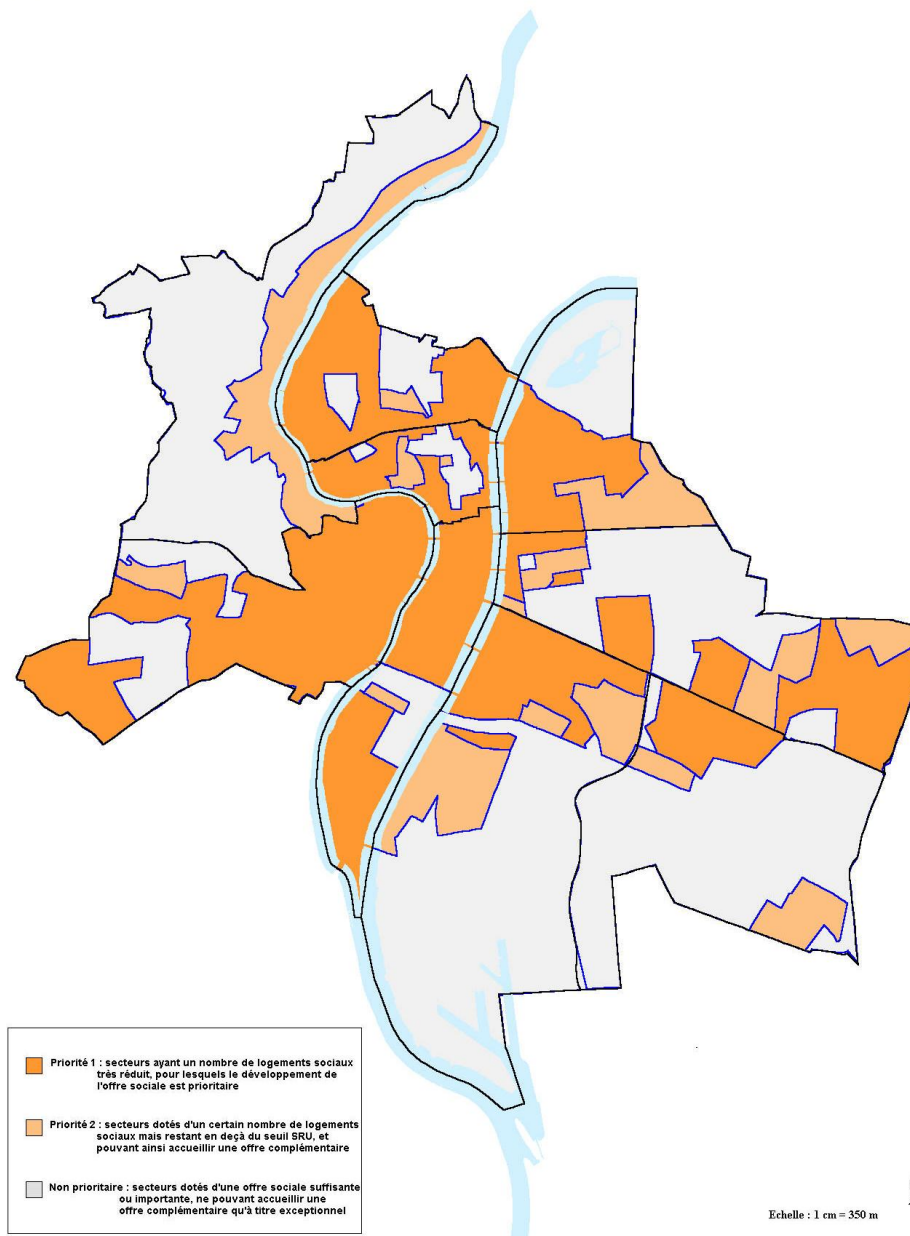 Priorité 1 : secteurs ayant un nombre de logements sociaux
très réduit, pour lesquels le développement de
l'offre sociale est prioritaire
Priorité 2 : secteurs dotés d'un certain nombre de logements
sociaux mais restant en deçà du seuil SRU, et
pouvant ainsi accueillir une offre complémentaire
Non prioritaire : secteurs dotés d'une offre sociale suffisante
ou importante, ne pouvant accueillir une
offre complémentaire qu'à titre exceptionnel
Echelle : 1 cm = 350 m